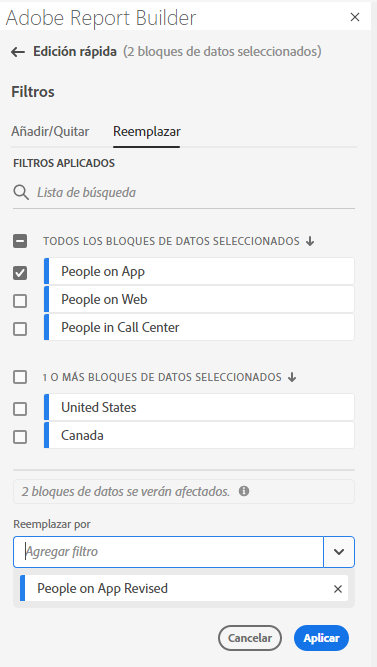 Adobe Report Builder
Edición rápida (2 bloques de datos seleccionados)
Filtros
Añadir/Quitar Reemplazar
FILTROS APLICADOS
Lista de búsqueda
TODOS LOS BLOQUES DE DATOS SELECCIONADOS
People on App
People on Web
People in Call Center
1 O MÁS BLOQUES DE DATOS SELECCIONADOS
United States
Canada
2 bloques de datos se verán afectados.
Reemplazar por
Agregar filtro
People on App Revised
Cancelar Aplicar